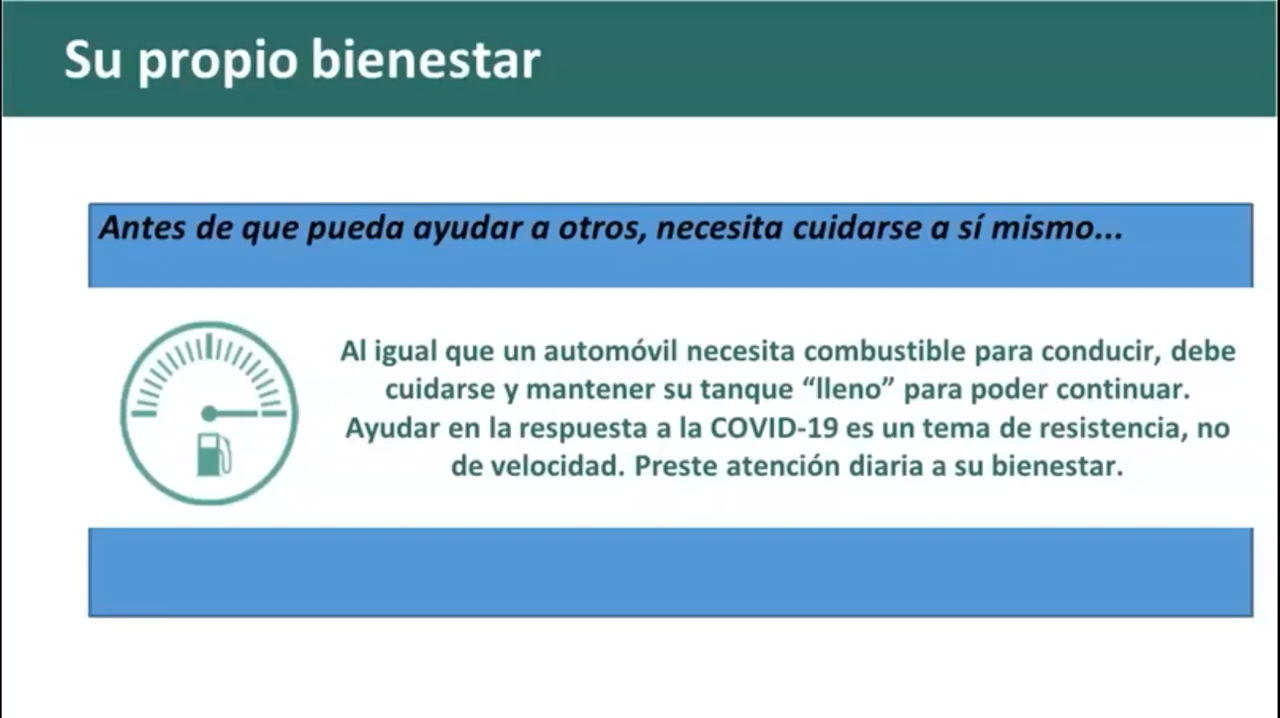 Su propio bienestar
Antes de que pueda ayudar a otros, necesita cuidarse a sí mismo...
Al igual que un automóvil necesita combustible para conducir, debe
cuidarse y mantener su tanque “lleno” para poder continuar.
Ayudar en la respuesta a la COVID-19 es un tema de resistencia, no
de velocidad. Preste atención diaria a su bienestar.